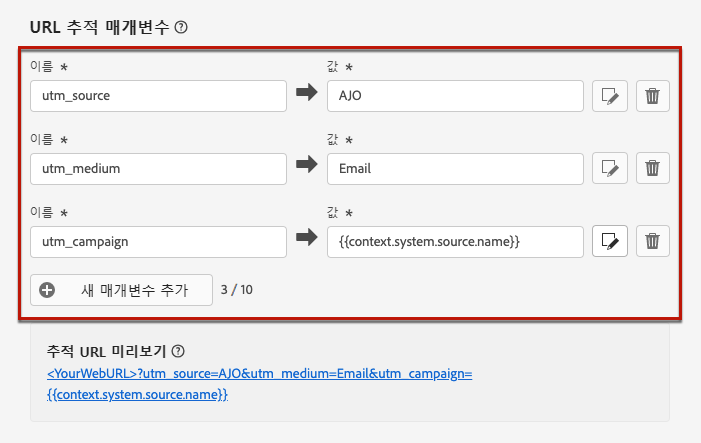 URL 추적 매개변수
이름 * 값 *
utm_source AJO
이름 * 값 *
utm_medium Email
이름 * 값 *
utm_campaign {{context.system.source.name}}
새 매개변수 추가 3 / 10
추적 URL 미리보기
<YourWebURL>?utm_source=AJO&utm_medium=Email&utm_campaign=
{{context.system.source.name}}